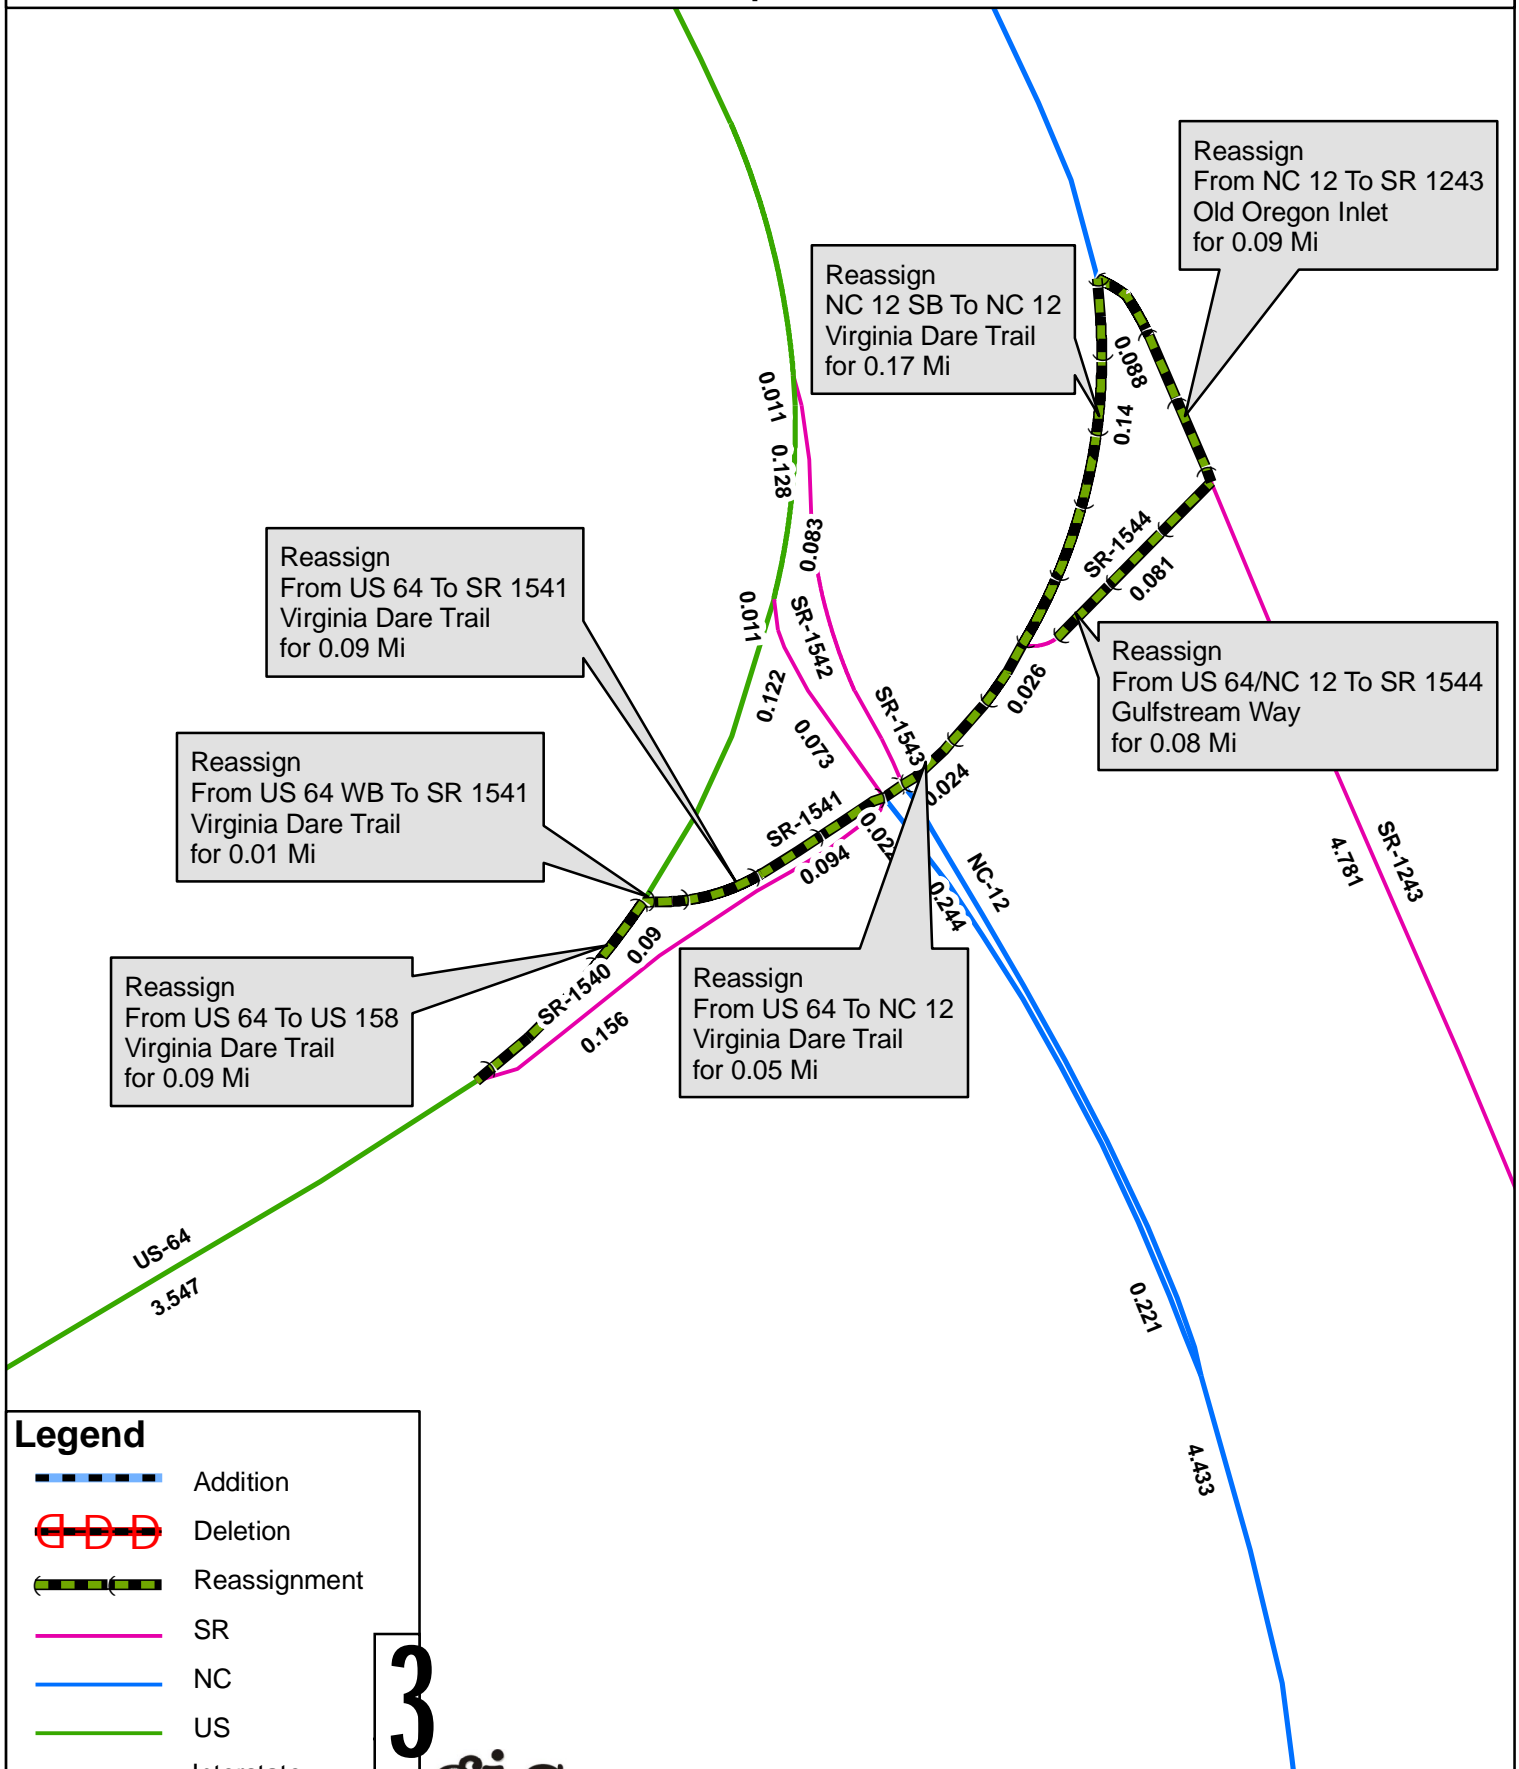 Reassign
From NC 12 To SR 1243
Old Oregon Inlet
for 0.09 Mi
Reassign
NC 12 SB To NC 12
Virginia Dare Trail
for 0.17 Mi
0.088
0.14
0.011
0.128
0.083
SR-1544
0.081
Reassign
From US 64 To SR 1541
Virginia Dare Trail
for 0.09 Mi
0.011
SR-1542
0.122
0.073
SR-1543
0.026
0.024
Reassign
From US 64/NC 12 To SR 1544
Gulfstream Way
for 0.08 Mi
Reassign
From US 64 WB To SR 1541
Virginia Dare Trail
for 0.01 Mi
SR-1541
0.094
NC-12
0.244
SR-1243
4.781
0.09
SR-1540
0.156
Reassign
From US 64 To US 158
Virginia Dare Trail
for 0.09 Mi
Reassign
From US 64 To NC 12
Virginia Dare Trail
for 0.05 Mi
US-64
3.547
0.221
4.433
Legend
Addition
D D D
Deletion
Reassignment
SR
NC
US
3